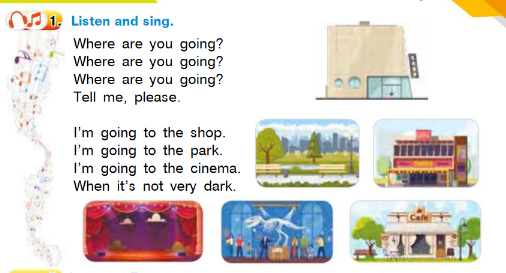 1. Listen and sing.
Where are you going?
Where are you going?
Where are you going?
Tell me, please.
I'm going to the shop.
I'm going to the park.
I'm going to the cinema.
When it's not very dark.
Cafe